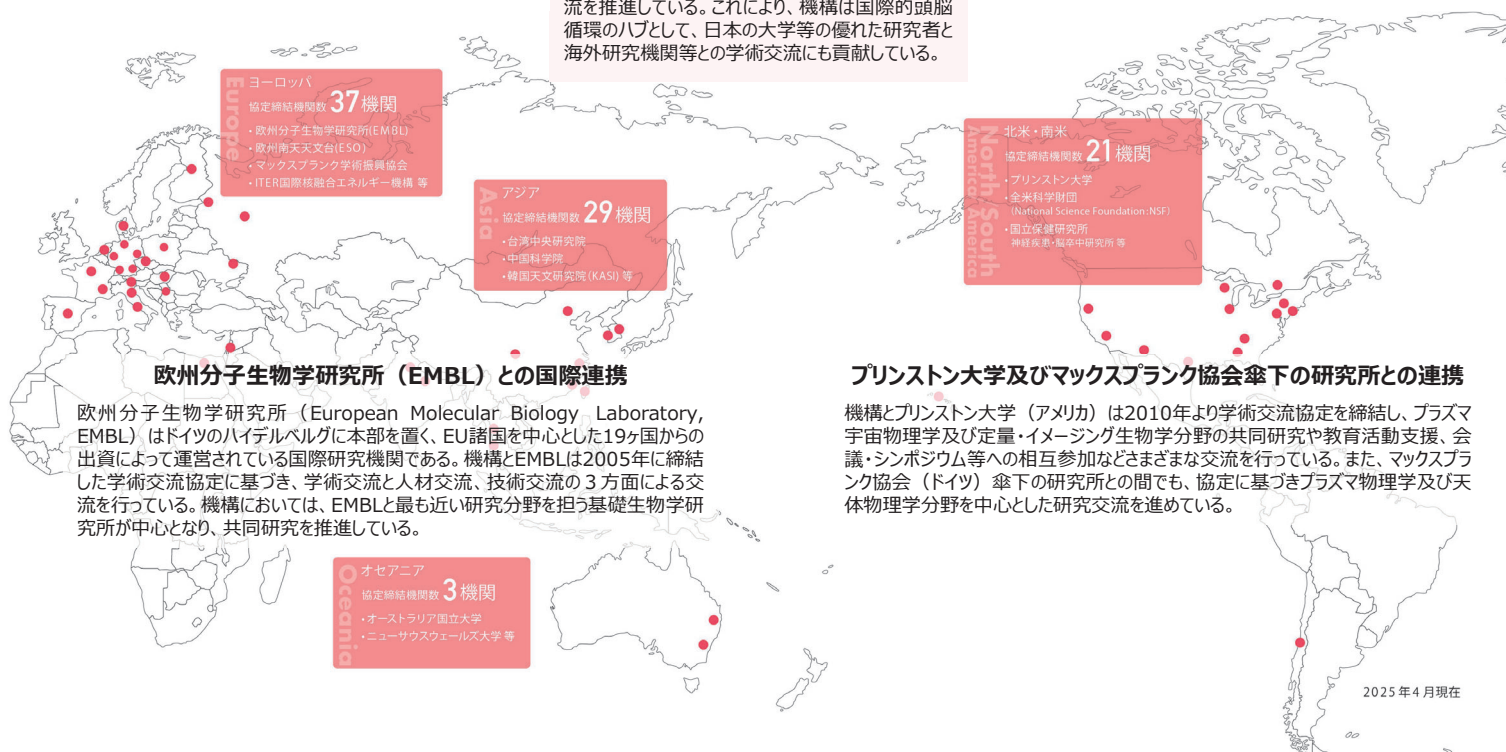 流を推進している。これにより、機構は国際的頭脳
循環のハブとして、日本の大学等の優れた研究者と
海外研究機関等との学術交流にも貢献している。
Europe
ヨーロッパ
協定締結機関数 37機関
・欧州分子生物学研究所(EMBL)
・欧州南天天文台(ESO)
・マックスプランク学術振興協会
・ITER国際核融合エネルギー機構 等
North America
South America
北米・南米
協定締結機関数 21機関
・プリンストン大学
・全米科学財団
(National Science Foundation:NSF)
・国立保健研究所
神経疾患・脳卒中研究所 等
Asia
アジア
協定締結機関数 29機関
・台湾中央研究院
・中国科学院
・韓国天文研究院(KASI) 等
欧州分子生物学研究所（EMBL）との国際連携
欧州分子生物学研究所（European Molecular Biology Laboratory,
EMBL）はドイツのハイデルベルグに本部を置く、EU諸国を中心とした19ヶ国からの
出資によって運営されている国際研究機関である。機構とEMBLは2005年に締結
した学術交流協定に基づき、学術交流と人材交流、技術交流の３方面による交
流を行っている。機構においては、EMBLと最も近い研究分野を担う基礎生物学研
究所が中心となり、共同研究を推進している。
プリンストン大学及びマックスプランク協会傘下の研究所との連携
機構とプリンストン大学（アメリカ）は2010年より学術交流協定を締結し、プラズマ
宇宙物理学及び定量・イメージング生物学分野の共同研究や教育活動支援、会
議・シンポジウム等への相互参加などさまざまな交流を行っている。また、マックスプラ
ンク協会（ドイツ）傘下の研究所との間でも、協定に基づきプラズマ物理学及び天
体物理学分野を中心とした研究交流を進めている。
Oceania
オセアニア
協定締結機関数 3機関
・オーストラリア国立大学
・ニューサウスウェールズ大学 等
2025年4月現在